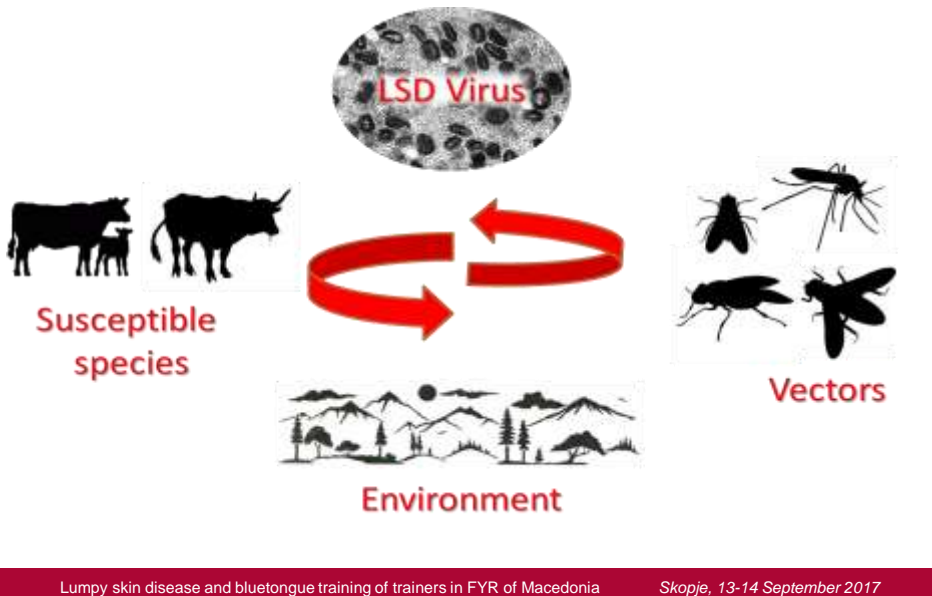 LSD Virus
Susceptible
species
Vectors
Environment
Lumpy skin disease and bluetongue training of trainers in FYR of Macedonia Skopje, 13-14 September 2017